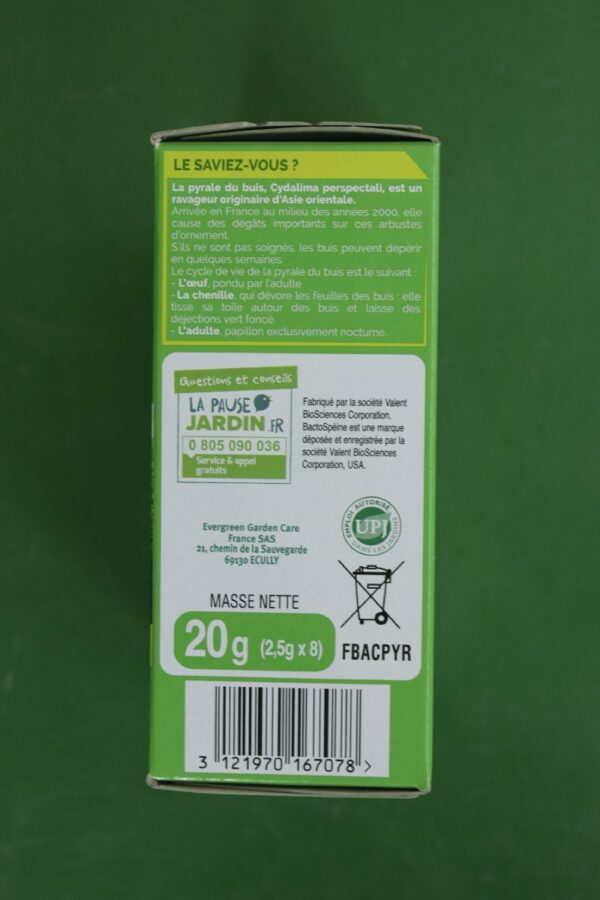 LE SAVIEZ-VOUS ?
La pyrale du buis, Cydalima perspectali, est un
ravageur originaire d'Asie orientale.
Arrivée en France au milieu des années 2000, elle
cause des dégâts importants sur ces arbustes
d'ornement.
S'ils ne sont pas soignés, les buis peuvent dépérir
en quelques semaines.
Le cycle de vie de la pyrale du buis est le suivant :
- L'œuf, pondu par l'adulte
- La chenille, qui dévore les feuilles des buis : elle
tisse sa toile autour des buis et laisse des
déjections vert foncé.
- L'adulte, papillon exclusivement nocturne.
Questions et conseils
LA PAUSE
JARDIN.FR
0 805 090 036
Service & appel
gratuits
Fabriqué par la société Valent
BioSciences Corporation.
BactoSpéine est une marque
déposée et enregistrée par la
société Valent BioSciences
Corporation, USA.
Evergreen Garden Care
France SAS
21, chemin de la Sauvegarde
69130 ECULLY
EMPLOI AUTORISÉ
UPJ
DANS LES JARDINS
MASSE NETTE
20g (2,5g x 8)
FBACPYR
3 121970 167078 >